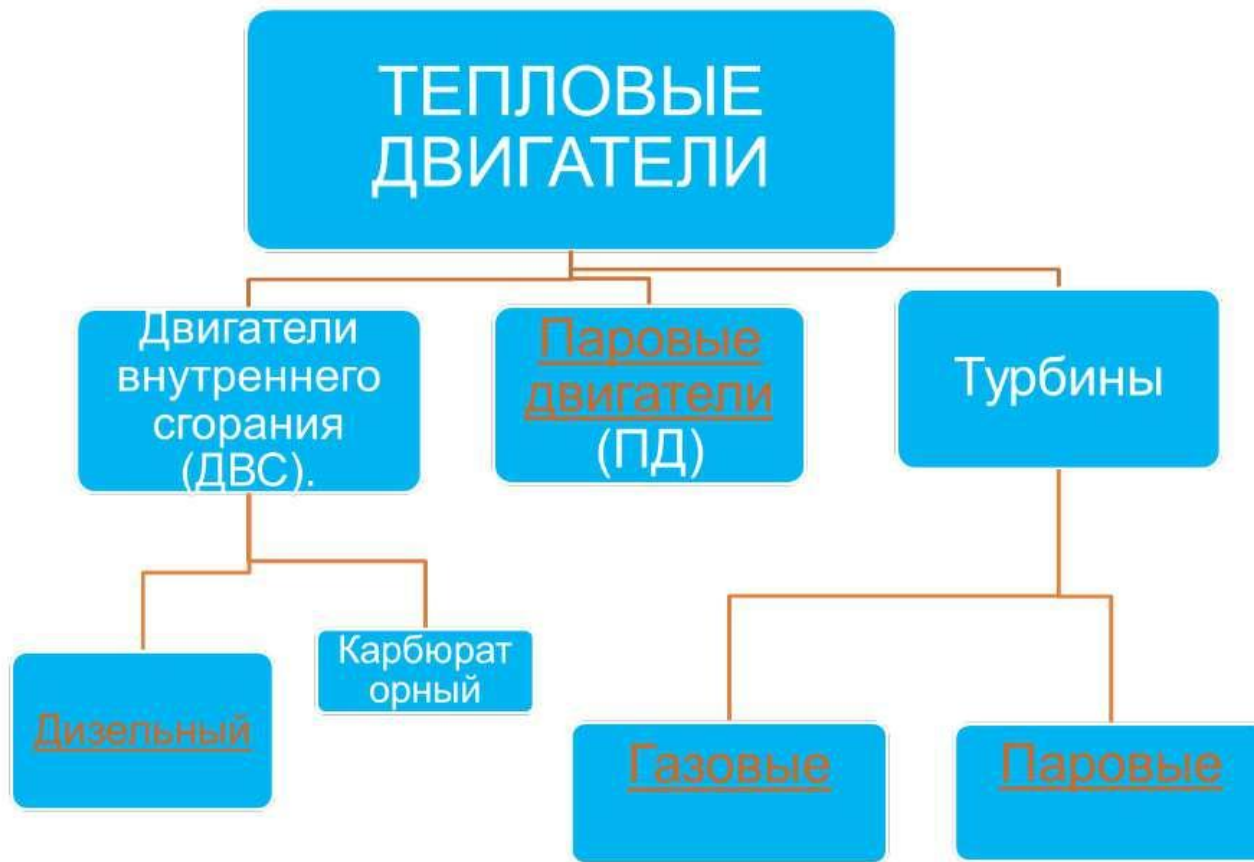 ТЕПЛОВЫЕ
ДВИГАТЕЛИ
Двигатели
внутреннего
сгорания
(ДВС).
Паровые
двигатели
(ПД)
Турбины
Дизельный
Карбюрат
орный
Газовые
Паровые